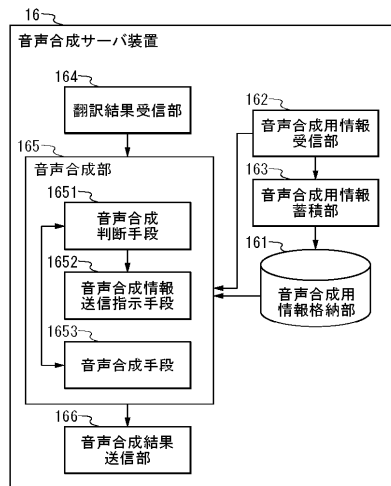 16
音声合成サーバ装置
164
翻訳結果受信部
165
音声合成部
1651
音声合成
判断手段
1652
音声合成情報
送信指示手段
1653
音声合成手段
166
音声合成結果
送信部
162
音声合成用情報
受信部
163
音声合成用情報
蓄積部
161
音声合成用
情報格納部